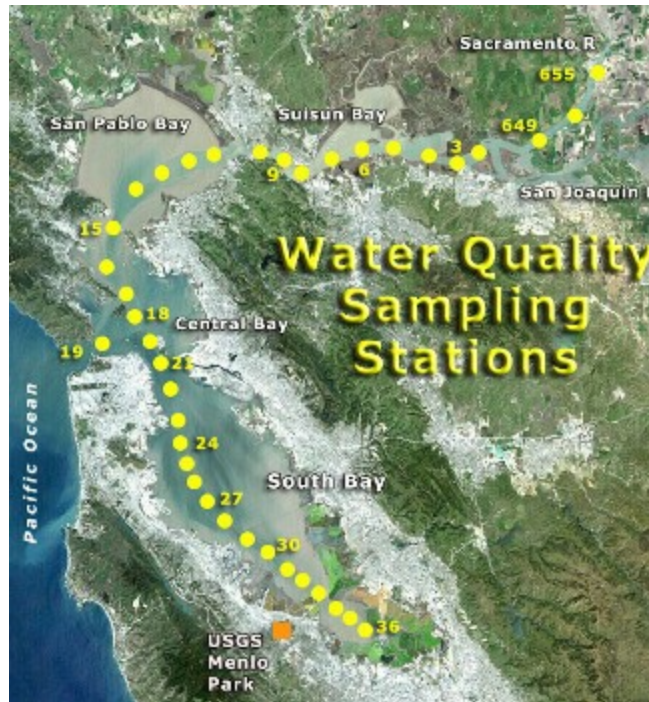 Sacramento R
655
Suisun Bay
San Pablo Bay
649
3
9
6
San Joaquin
15
Water Quality
Sampling
Stations
18
Central Bay
19
21
Pacific Ocean
24
South Bay
27
30
36
USGS
Menlo
Park